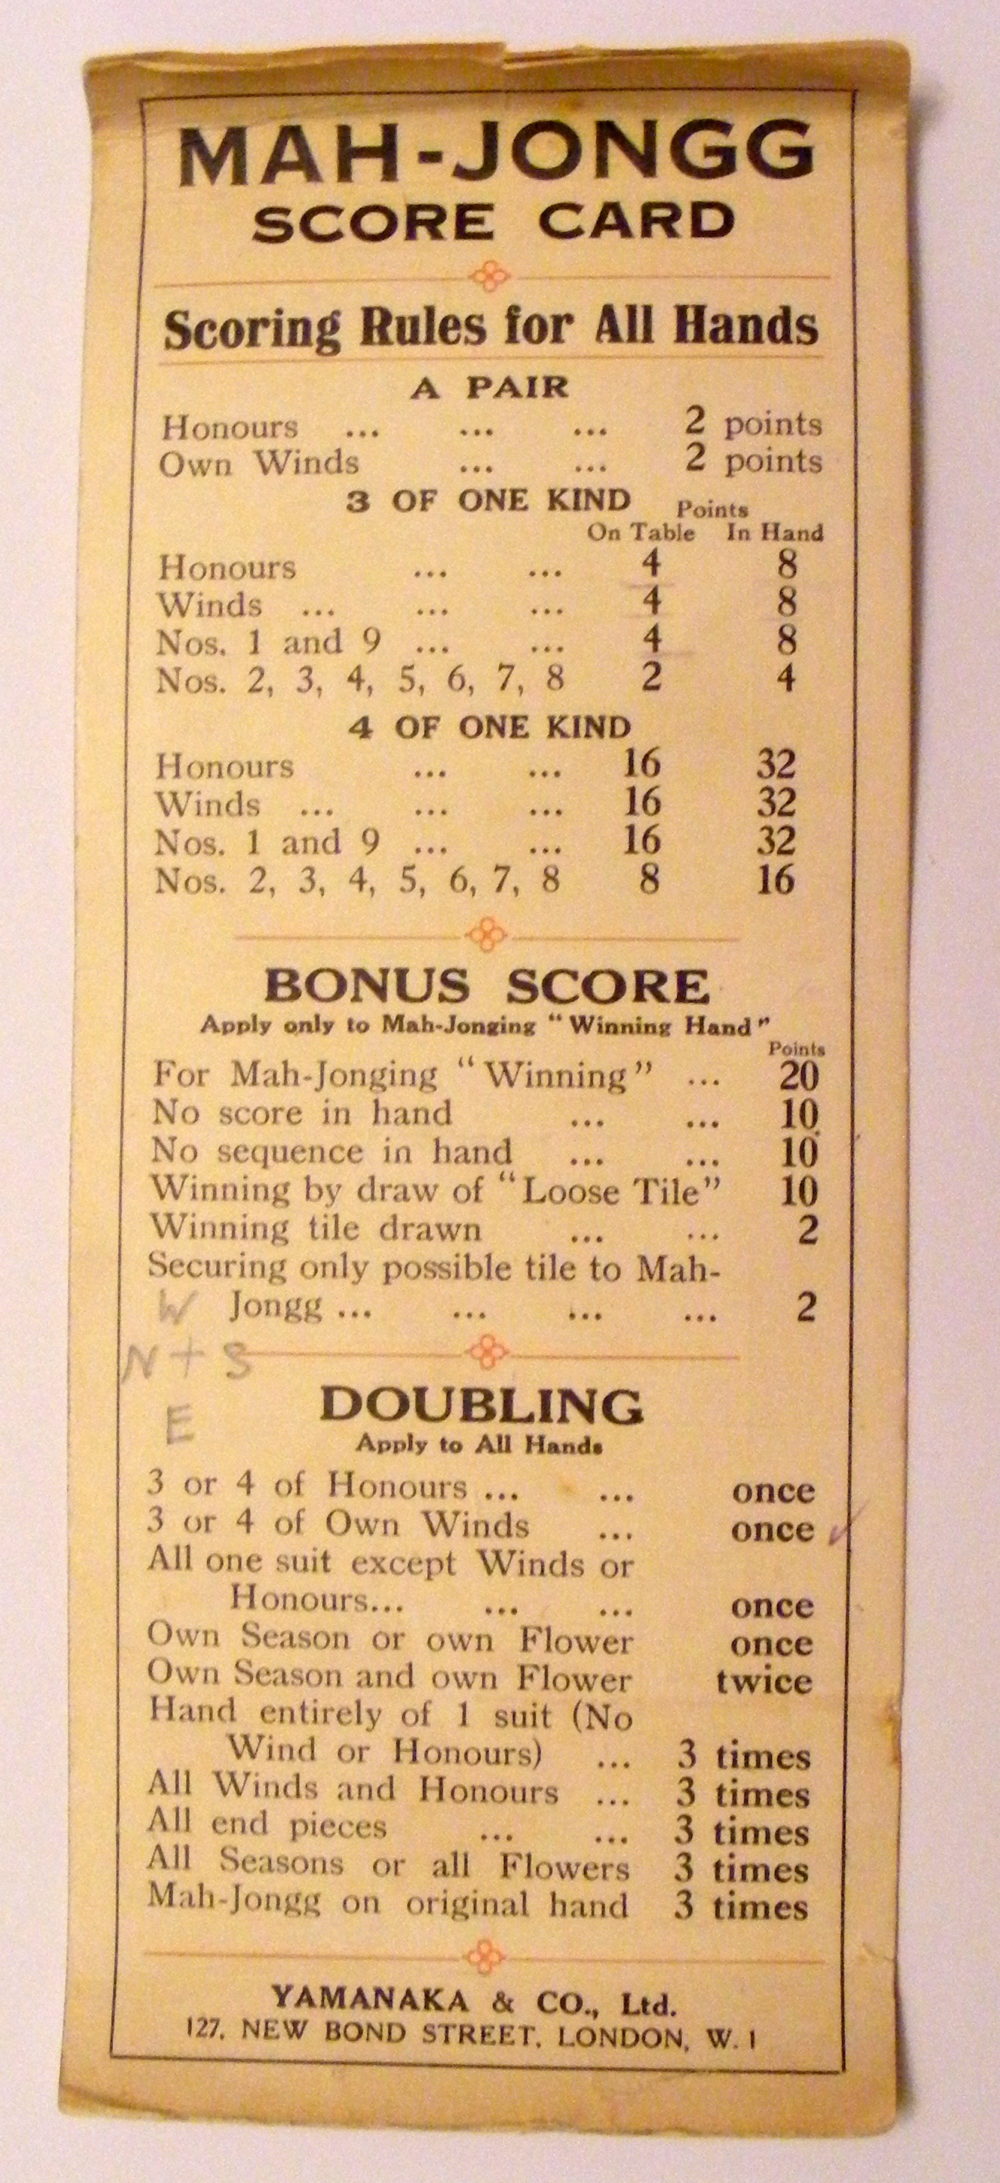 MAH-JONGG
SCORE CARD
Scoring Rules for All Hands
A PAIR
Honours ... ... ... 2 points
Own Winds ... ... 2 points
3 OF ONE KIND Points
On Table In Hand
Honours ... ... 4 8
Winds ... ... ... 4 8
Nos. 1 and 9 ... ... 4 8
Nos. 2, 3, 4, 5, 6, 7, 8 2 4
4 OF ONE KIND
Honours ... ... 16 32
Winds ... ... ... 16 32
Nos. 1 and 9 ... ... 16 32
Nos. 2, 3, 4, 5, 6, 7, 8 8 16
BONUS SCORE
Apply only to Mah-Jonging "Winning Hand"
Points
For Mah-Jonging "Winning" ... 20
No score in hand ... ... 10
No sequence in hand ... ... 10
Winning by draw of "Loose Tile" 10
Winning tile drawn ... ... 2
Securing only possible tile to Mah-
W Jongg ... ... ... ... 2
N + S
DOUBLING
E
Apply to All Hands
3 or 4 of Honours ... ... once
3 or 4 of Own Winds ... once ✓
All one suit except Winds or
Honours... ... ... once
Own Season or own Flower once
Own Season and own Flower twice
Hand entirely of 1 suit (No
Wind or Honours) ... 3 times
All Winds and Honours ... 3 times
All end pieces ... ... 3 times
All Seasons or all Flowers 3 times
Mah-Jongg on original hand 3 times
YAMANAKA & CO., Ltd.
127, NEW BOND STREET, LONDON, W. 1